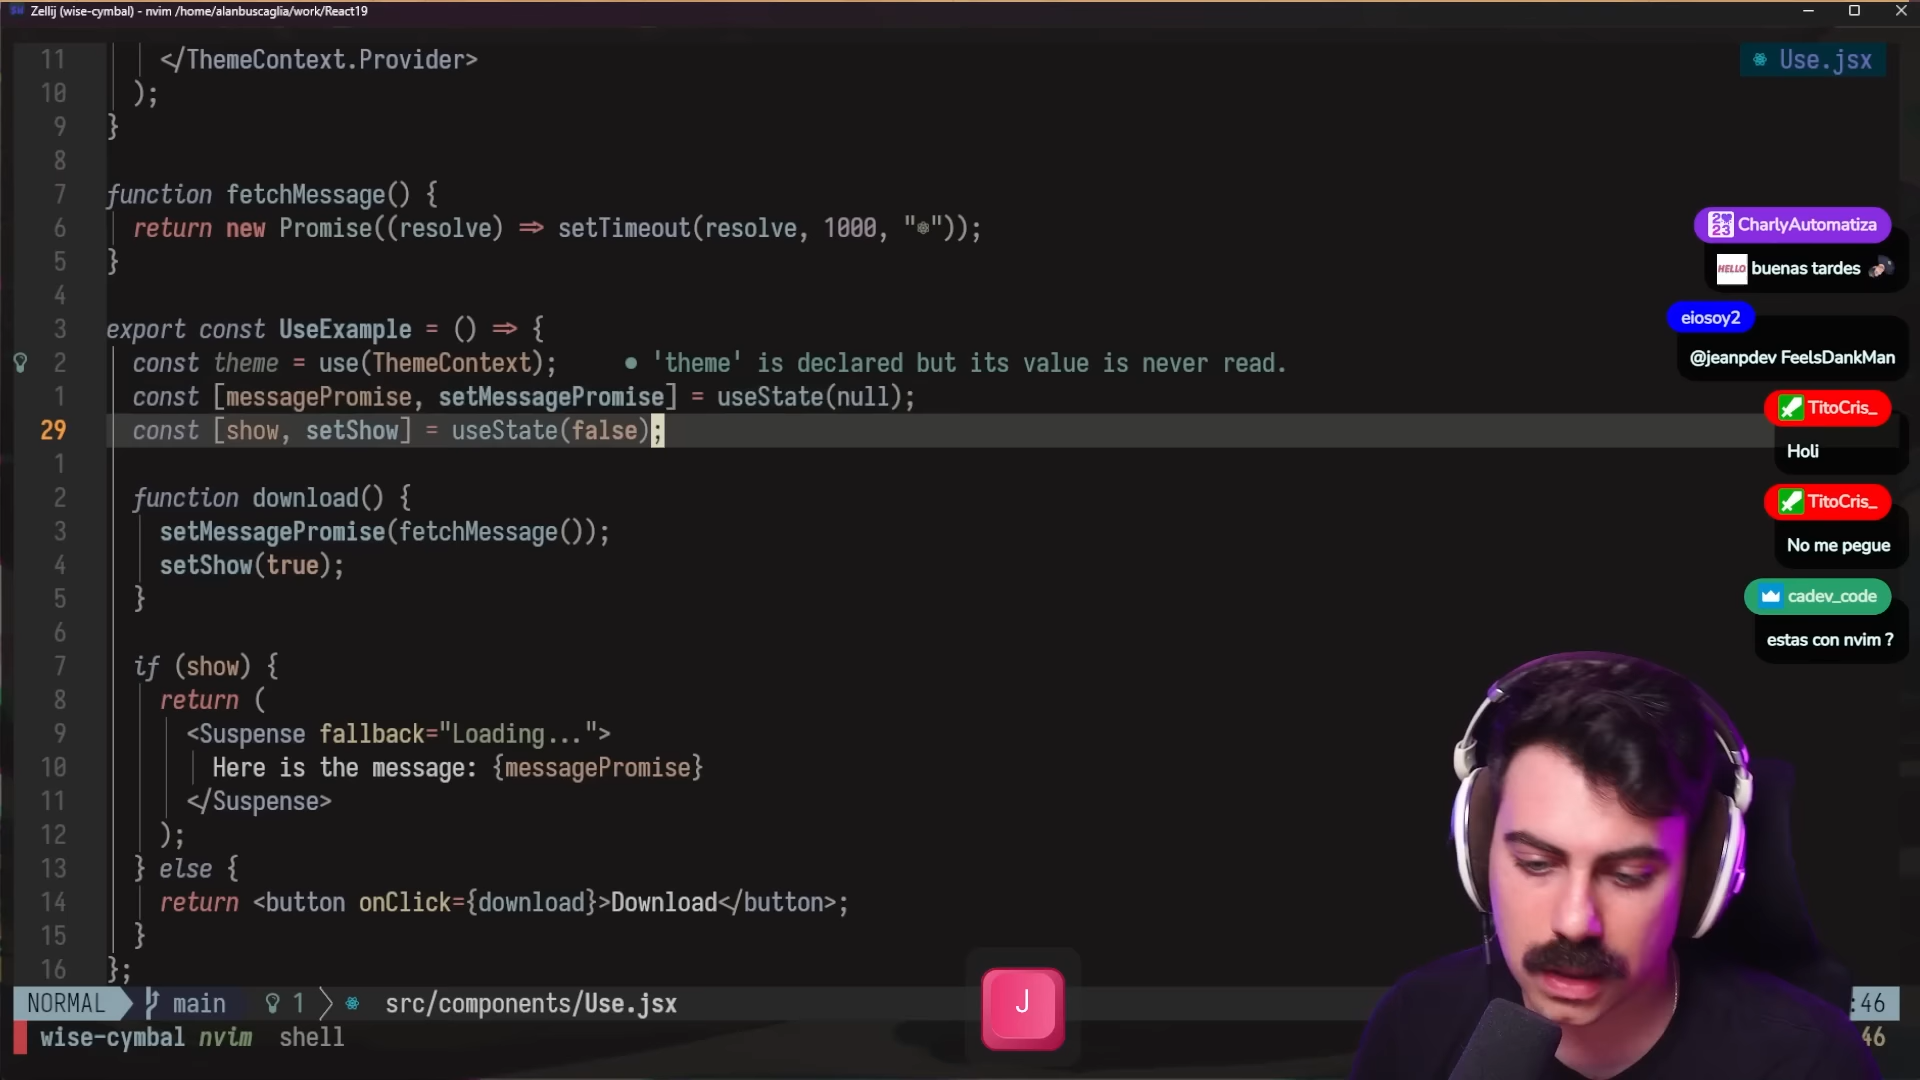 Zellij (wise-cymbal) - nvim /home/alanbuscaglia/work/React19
Use.jsx
11 </ThemeContext.Provider>
10 );
9 }
8
7 function fetchMessage() {
6 return new Promise((resolve) => setTimeout(resolve, 1000, "⚛"));
5 }
4
3 export const UseExample = () => {
2 const theme = use(ThemeContext); ● 'theme' is declared but its value is never read.
1 const [messagePromise, setMessagePromise] = useState(null);
29 const [show, setShow] = useState(false);
1
2 function download() {
3 setMessagePromise(fetchMessage());
4 setShow(true);
5 }
6
7 if (show) {
8 return (
9 <Suspense fallback="Loading...">
10 Here is the message: {messagePromise}
11 </Suspense>
12 );
13 } else {
14 return <button onClick={download}>Download</button>;
15 }
16 };
NORMAL main 1 src/components/Use.jsx :46
wise-cymbal nvim shell 46
J
CharlyAutomatiza
HELLO buenas tardes
eiosoy2
@jeanpdev FeelsDankMan
TitoCris_
Holi
TitoCris_
No me pegue
cadev_code
estas con nvim ?